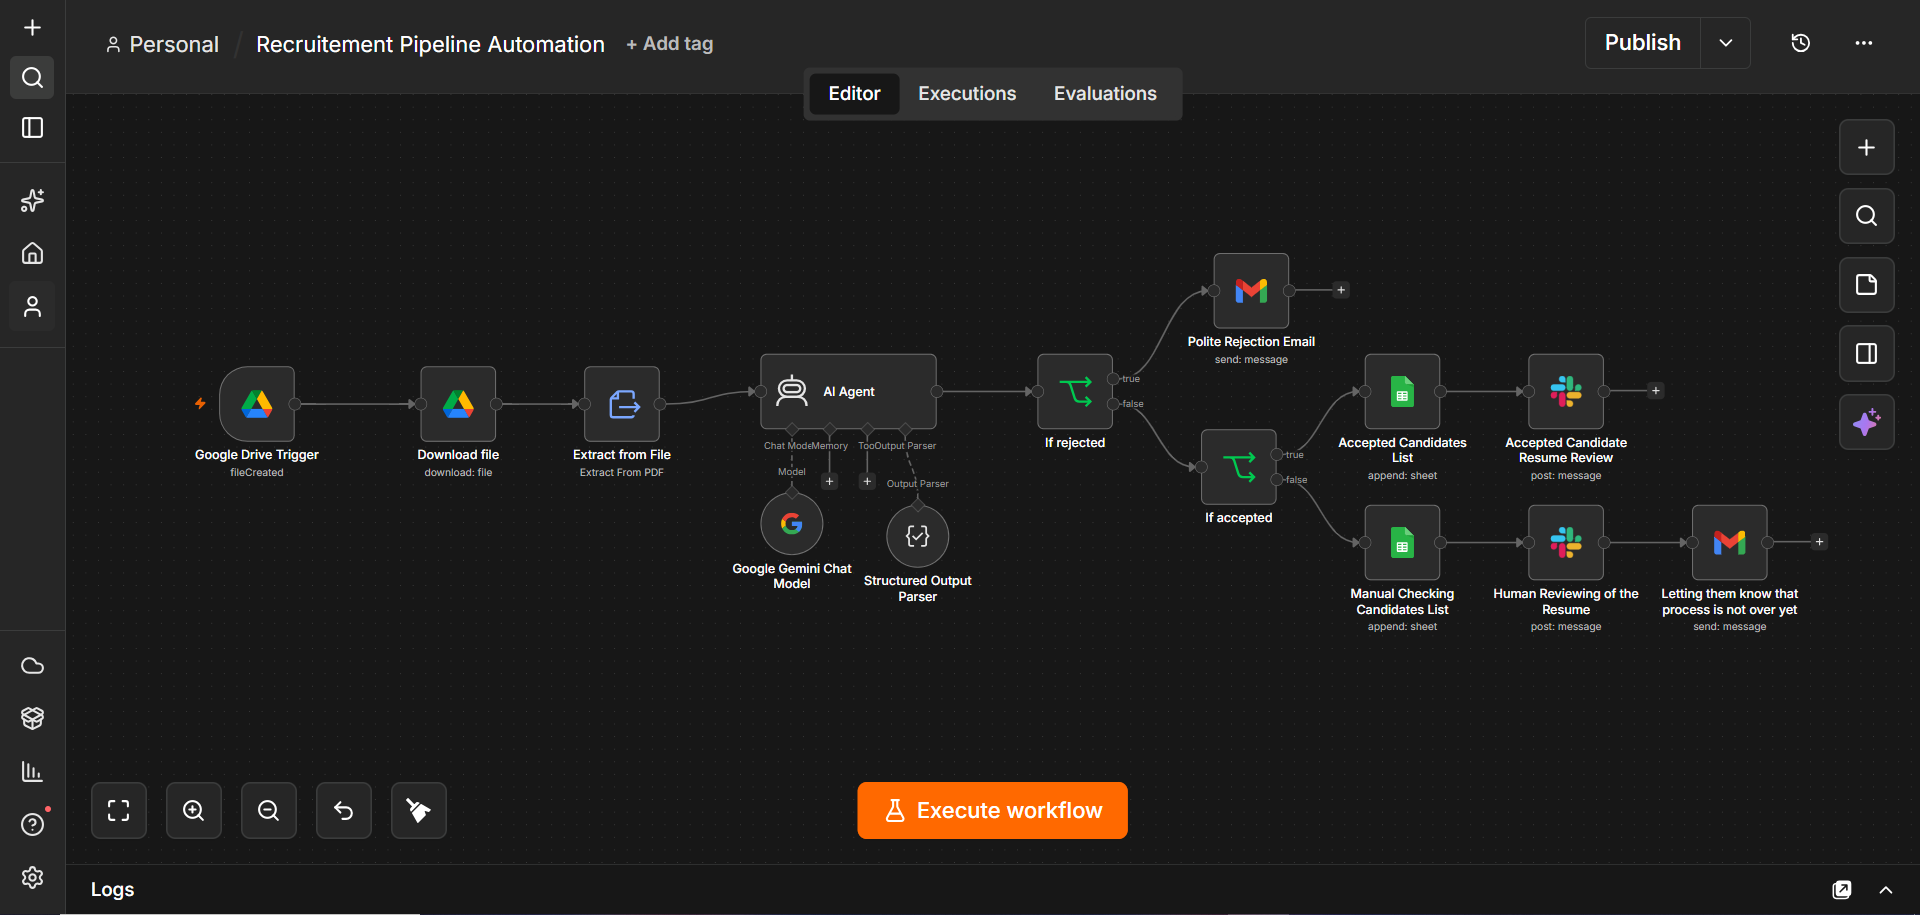 Personal / Recruitement Pipeline Automation + Add tag
Publish
Editor Executions Evaluations
Polite Rejection Email
send: message
Google Drive Trigger
fileCreated
Download file
download: file
Extract from File
Extract From PDF
AI Agent
Chat Mode Memory Too Output Parser
Model
Output Parser
Google Gemini Chat
Model
Structured Output
Parser
If rejected
true
false
If accepted
true
false
Accepted Candidates
List
append: sheet
Accepted Candidate
Resume Review
post: message
Manual Checking
Candidates List
append: sheet
Human Reviewing of the
Resume
post: message
Letting them know that
process is not over yet
send: message
Execute workflow
Logs